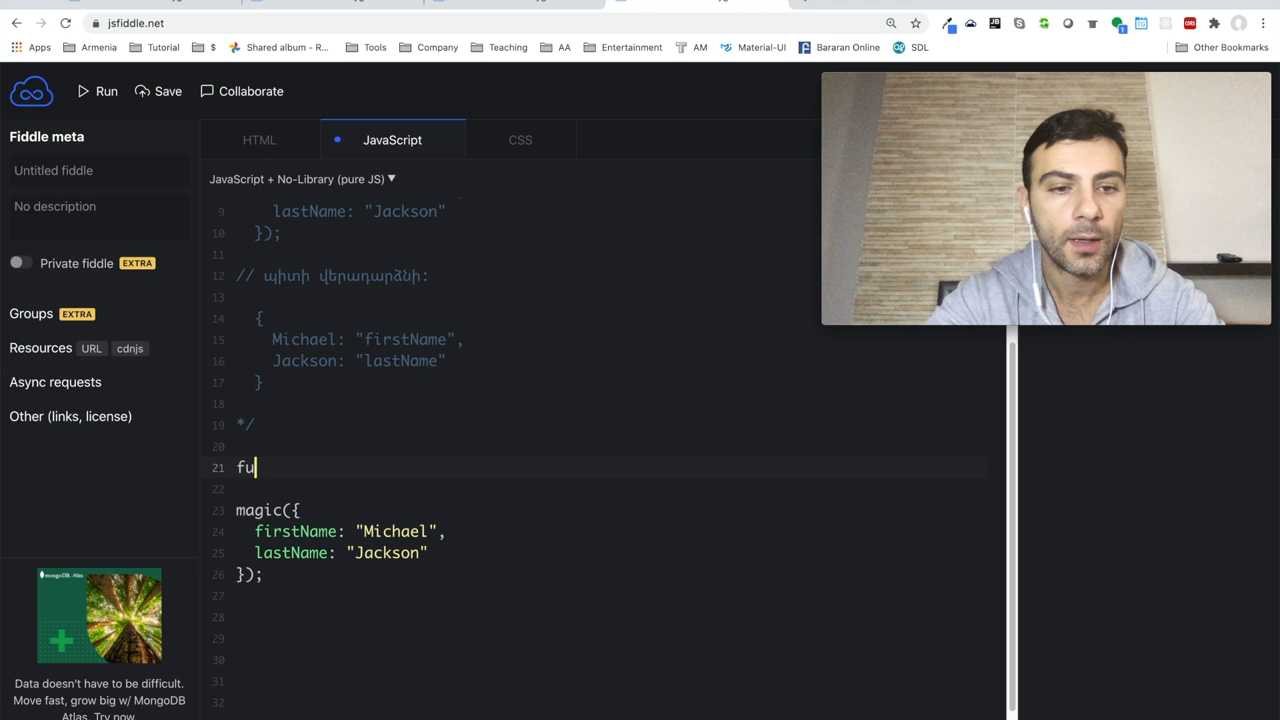 jsfiddle.net
Apps
Armenia
Tutorial
$
Shared album - R...
Tools
Company
Teaching
AA
Entertainment
AM
Material-UI
Bararan Online
SDL
Other Bookmarks
Run
Save
Collaborate
Fiddle meta
Untitled fiddle
No description
Private fiddle EXTRA
Groups EXTRA
Resources URL cdnjs
Async requests
Other (links, license)
mongoDB. Atlas
Data doesn't have to be difficult.
Move fast, grow big w/ MongoDB
Atlas. Try now
HTML
JavaScript
CSS
JavaScript + No-Library (pure JS)
9 lastName: "Jackson"
10 });
11
12 // պիտի վերադարձնի:
13
14 {
15 Michael: "firstName",
16 Jackson: "lastName"
17 }
18
19 */
20
21 fu
22
23 magic({
24 firstName: "Michael",
25 lastName: "Jackson"
26 });
27
28
29
30
31
32